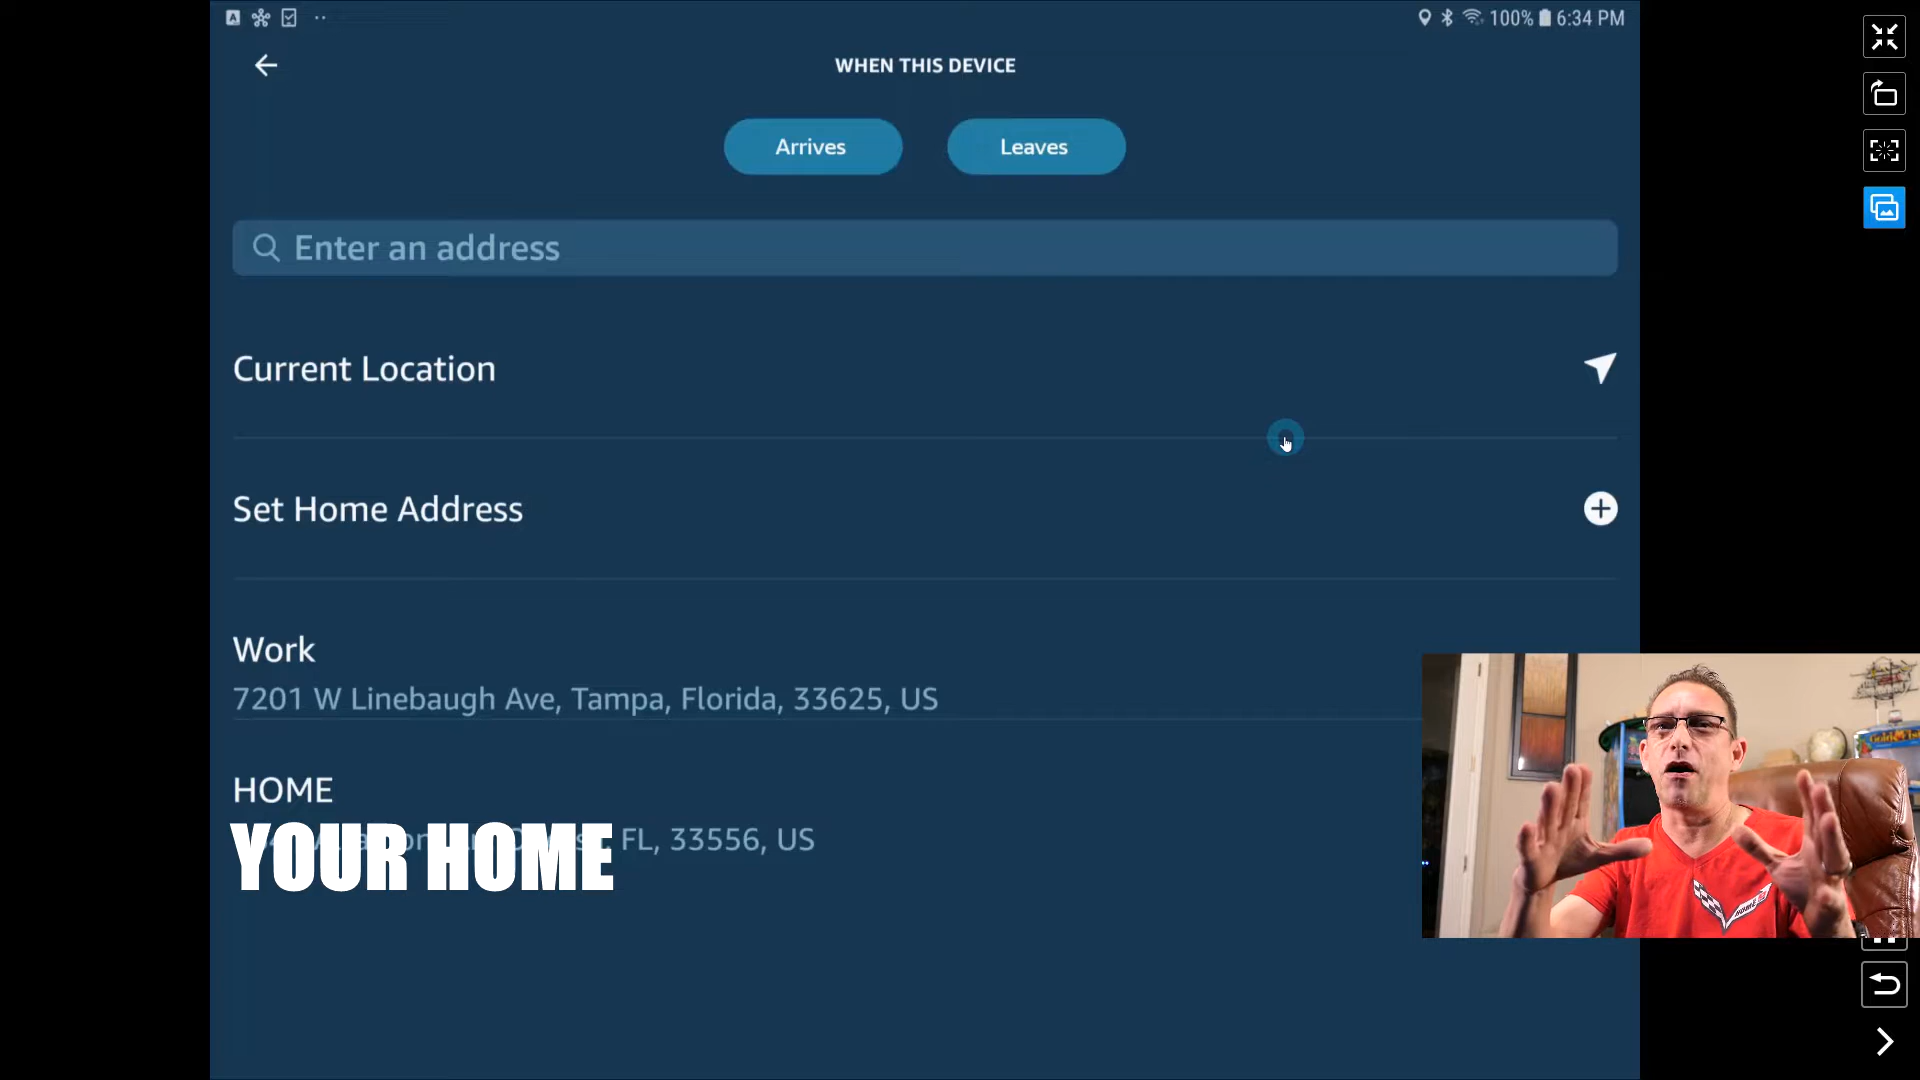 100% 6:34 PM
WHEN THIS DEVICE
Arrives Leaves
Enter an address
Current Location
Set Home Address
Work
7201 W Linebaugh Ave, Tampa, Florida, 33625, US
HOME
FL, 33556, US
YOUR HOME